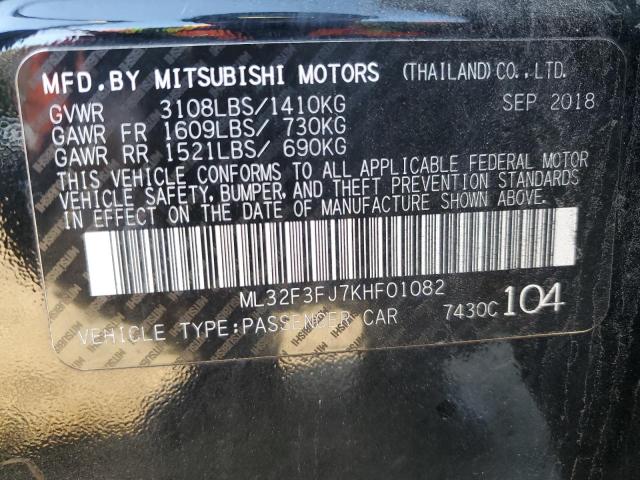 MFD.BY MITSUBISHI MOTORS (THAILAND)CO.,LTD.
GVWR 3108LBS/1410KG SEP 2018
GAWR FR 1609LBS/ 730KG
GAWR RR 1521LBS/ 690KG
THIS VEHICLE CONFORMS TO ALL APPLICABLE FEDERAL MOTOR
VEHICLE SAFETY, BUMPER, AND THEFT PREVENTION STANDARDS
IN EFFECT ON THE DATE OF MANUFACTURE SHOWN ABOVE.
ML32F3FJ7KHF01082
VEHICLE TYPE:PASSENGER CAR 7430C 104